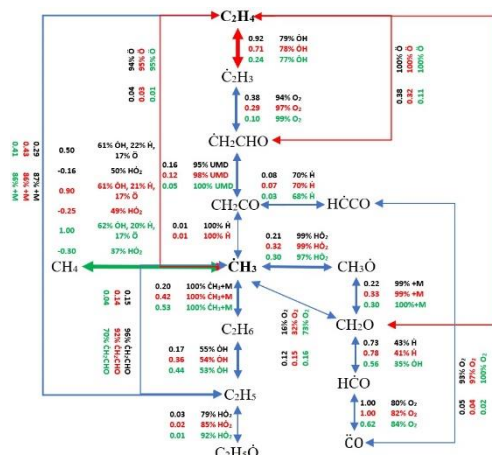 C₂H₄
0.92 79% ȮH
0.71 78% ȮH
0.24 77% ȮH
94% Ö
95% Ö
95% Ö
0.04
0.03
0.01
100% Ö
100% Ö
100% Ö
0.38
0.32
0.11
Ċ₂H₃
0.38 94% O₂
0.29 97% O₂
0.10 99% O₂
ĊH₂CHO
0.41
0.43
0.29
86% +M
86% +M
87% +M
0.50 61% ȮH, 22% Ḣ,
17% Ö
-0.16 50% HȮ₂
0.90 61% ȮH, 21% Ḣ,
17% Ö
-0.25 49% HȮ₂
1.00 62% ȮH, 20% Ḣ,
17% Ö
-0.30 37% HȮ₂
0.16 95% UMD
0.12 98% UMD
0.05 100% UMD
0.08 70% Ḣ
0.07 70% Ḣ
0.03 68% Ḣ
CH₂CO
HĊCO
0.01 100% Ḣ
0.01 100% Ḣ
0.21 99% HȮ₂
0.32 99% HȮ₂
0.30 97% HȮ₂
CH₄
ĊH₃
CH₃Ȯ
0.04
0.14
0.15
70% ĊH₂CHO
92% ĊH₂CHO
96% ĊH₂CHO
0.20 100% ĊH₃+M
0.42 100% ĊH₃+M
0.53 100% ĊH₃+M
0.22 99% +M
0.33 99% +M
0.30 100%+M
C₂H₆
16% O₂
32% O₂
73% O₂
0.12
0.15
0.16
CH₂O
0.17 55% ȮH
0.36 54% ȮH
0.44 53% ȮH
0.73 43% Ḣ
0.78 41% Ḣ
0.56 35% ȮH
93% O₂
97% O₂
100% O₂
0.05
0.04
0.02
Ċ₂H₅
HĊO
0.03 79% HȮ₂
0.02 85% HȮ₂
0.01 92% HȮ₂
1.00 80% O₂
1.00 82% O₂
0.62 84% O₂
C₂H₅Ȯ
C̈O